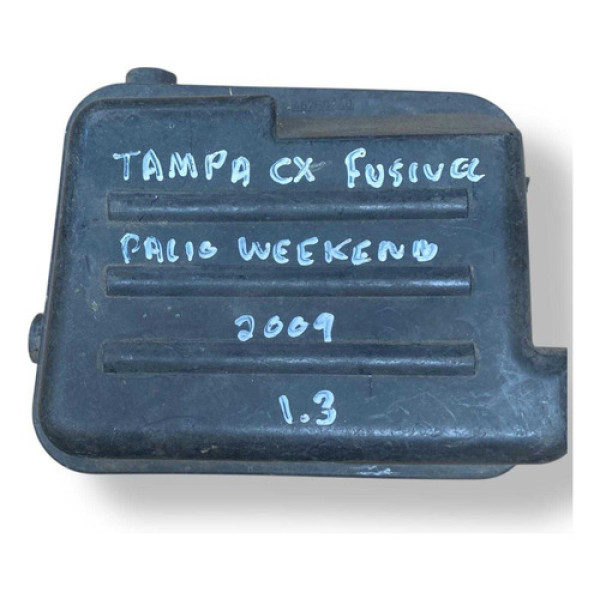 TAMPA CX FUSIVEL
PALIO WEEKEND
2009
1.3